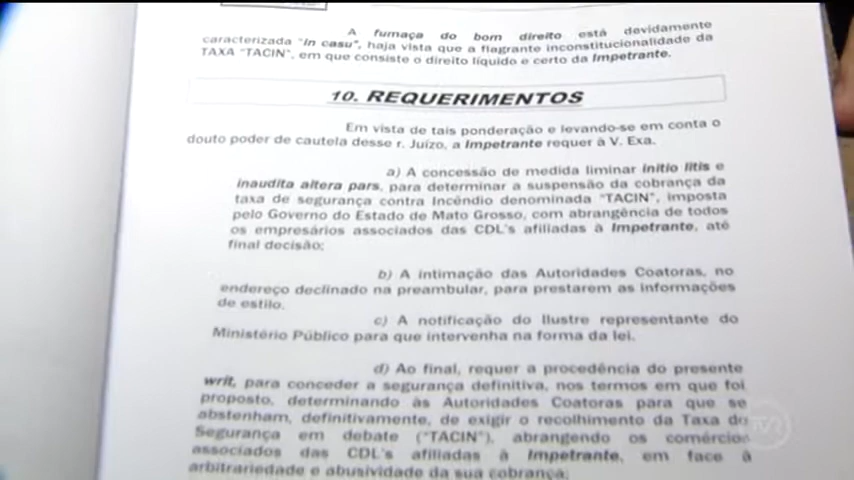 A fumaça do bom direito está devidamente
caracterizada "in casu", haja vista que a flagrante inconstitucionalidade da
TAXA "TACIN", em que consiste o direito líquido e certo da Impetrante.
10. REQUERIMENTOS
Em vista de tais ponderação e levando-se em conta o
douto poder de cautela desse r. Juízo, a Impetrante requer à V. Exa.
a) A concessão de medida liminar initio litis e
inaudita altera pars, para determinar a suspensão da cobrança da
taxa de segurança contra Incêndio denominada "TACIN", imposta
pelo Governo do Estado de Mato Grosso, com abrangência de todos
os empresários associados das CDL's afiliadas à Impetrante, até
final decisão;
b) A intimação das Autoridades Coatoras, no
endereço declinado na preambular, para prestarem as informações
de estilo.
c) A notificação do Ilustre representante do
Ministério Público para que intervenha na forma da lei.
d) Ao final, requer a procedência do presente
writ, para conceder a segurança definitiva, nos termos em que foi
proposto, determinando às Autoridades Coatoras para que se
abstenham, definitivamente, de exigir o recolhimento da Taxa de
Segurança em debate ("TACIN"), abrangendo os comércios
associados das CDL's afiliadas à Impetrante, em face à
arbitrariedade e abusividade da sua cobrança;